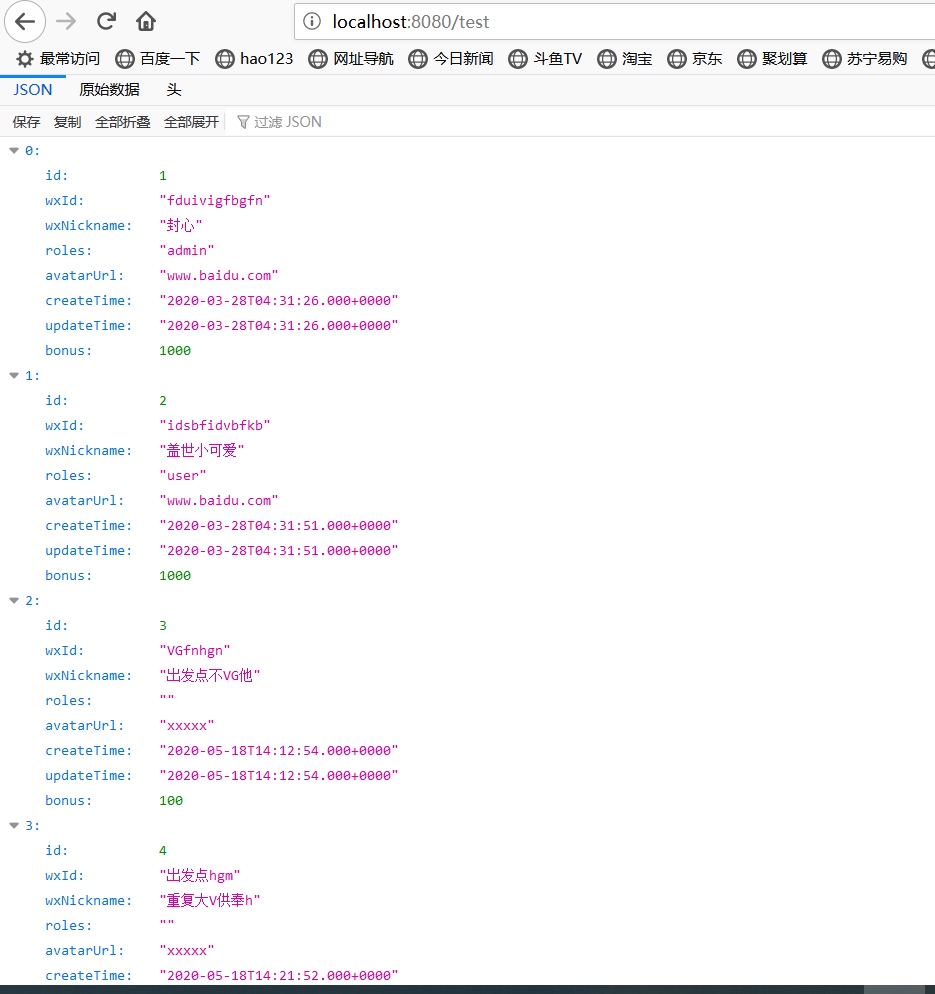 localhost:8080/test
最常访问 百度一下 hao123 网址导航 今日新闻 斗鱼TV 淘宝 京东 聚划算 苏宁易购
JSON 原始数据 头
保存 复制 全部折叠 全部展开 过滤 JSON
0:
id: 1
wxId: "fduivigfbgfn"
wxNickname: "封心"
roles: "admin"
avatarUrl: "www.baidu.com"
createTime: "2020-03-28T04:31:26.000+0000"
updateTime: "2020-03-28T04:31:26.000+0000"
bonus: 1000
1:
id: 2
wxId: "idsbfidvbfkb"
wxNickname: "盖世小可爱"
roles: "user"
avatarUrl: "www.baidu.com"
createTime: "2020-03-28T04:31:51.000+0000"
updateTime: "2020-03-28T04:31:51.000+0000"
bonus: 1000
2:
id: 3
wxId: "VGfnhgn"
wxNickname: "出发点不VG他"
roles: ""
avatarUrl: "xxxxx"
createTime: "2020-05-18T14:12:54.000+0000"
updateTime: "2020-05-18T14:12:54.000+0000"
bonus: 100
3:
id: 4
wxId: "出发点hgm"
wxNickname: "重复大V供奉h"
roles: ""
avatarUrl: "xxxxx"
createTime: "2020-05-18T14:21:52.000+0000"